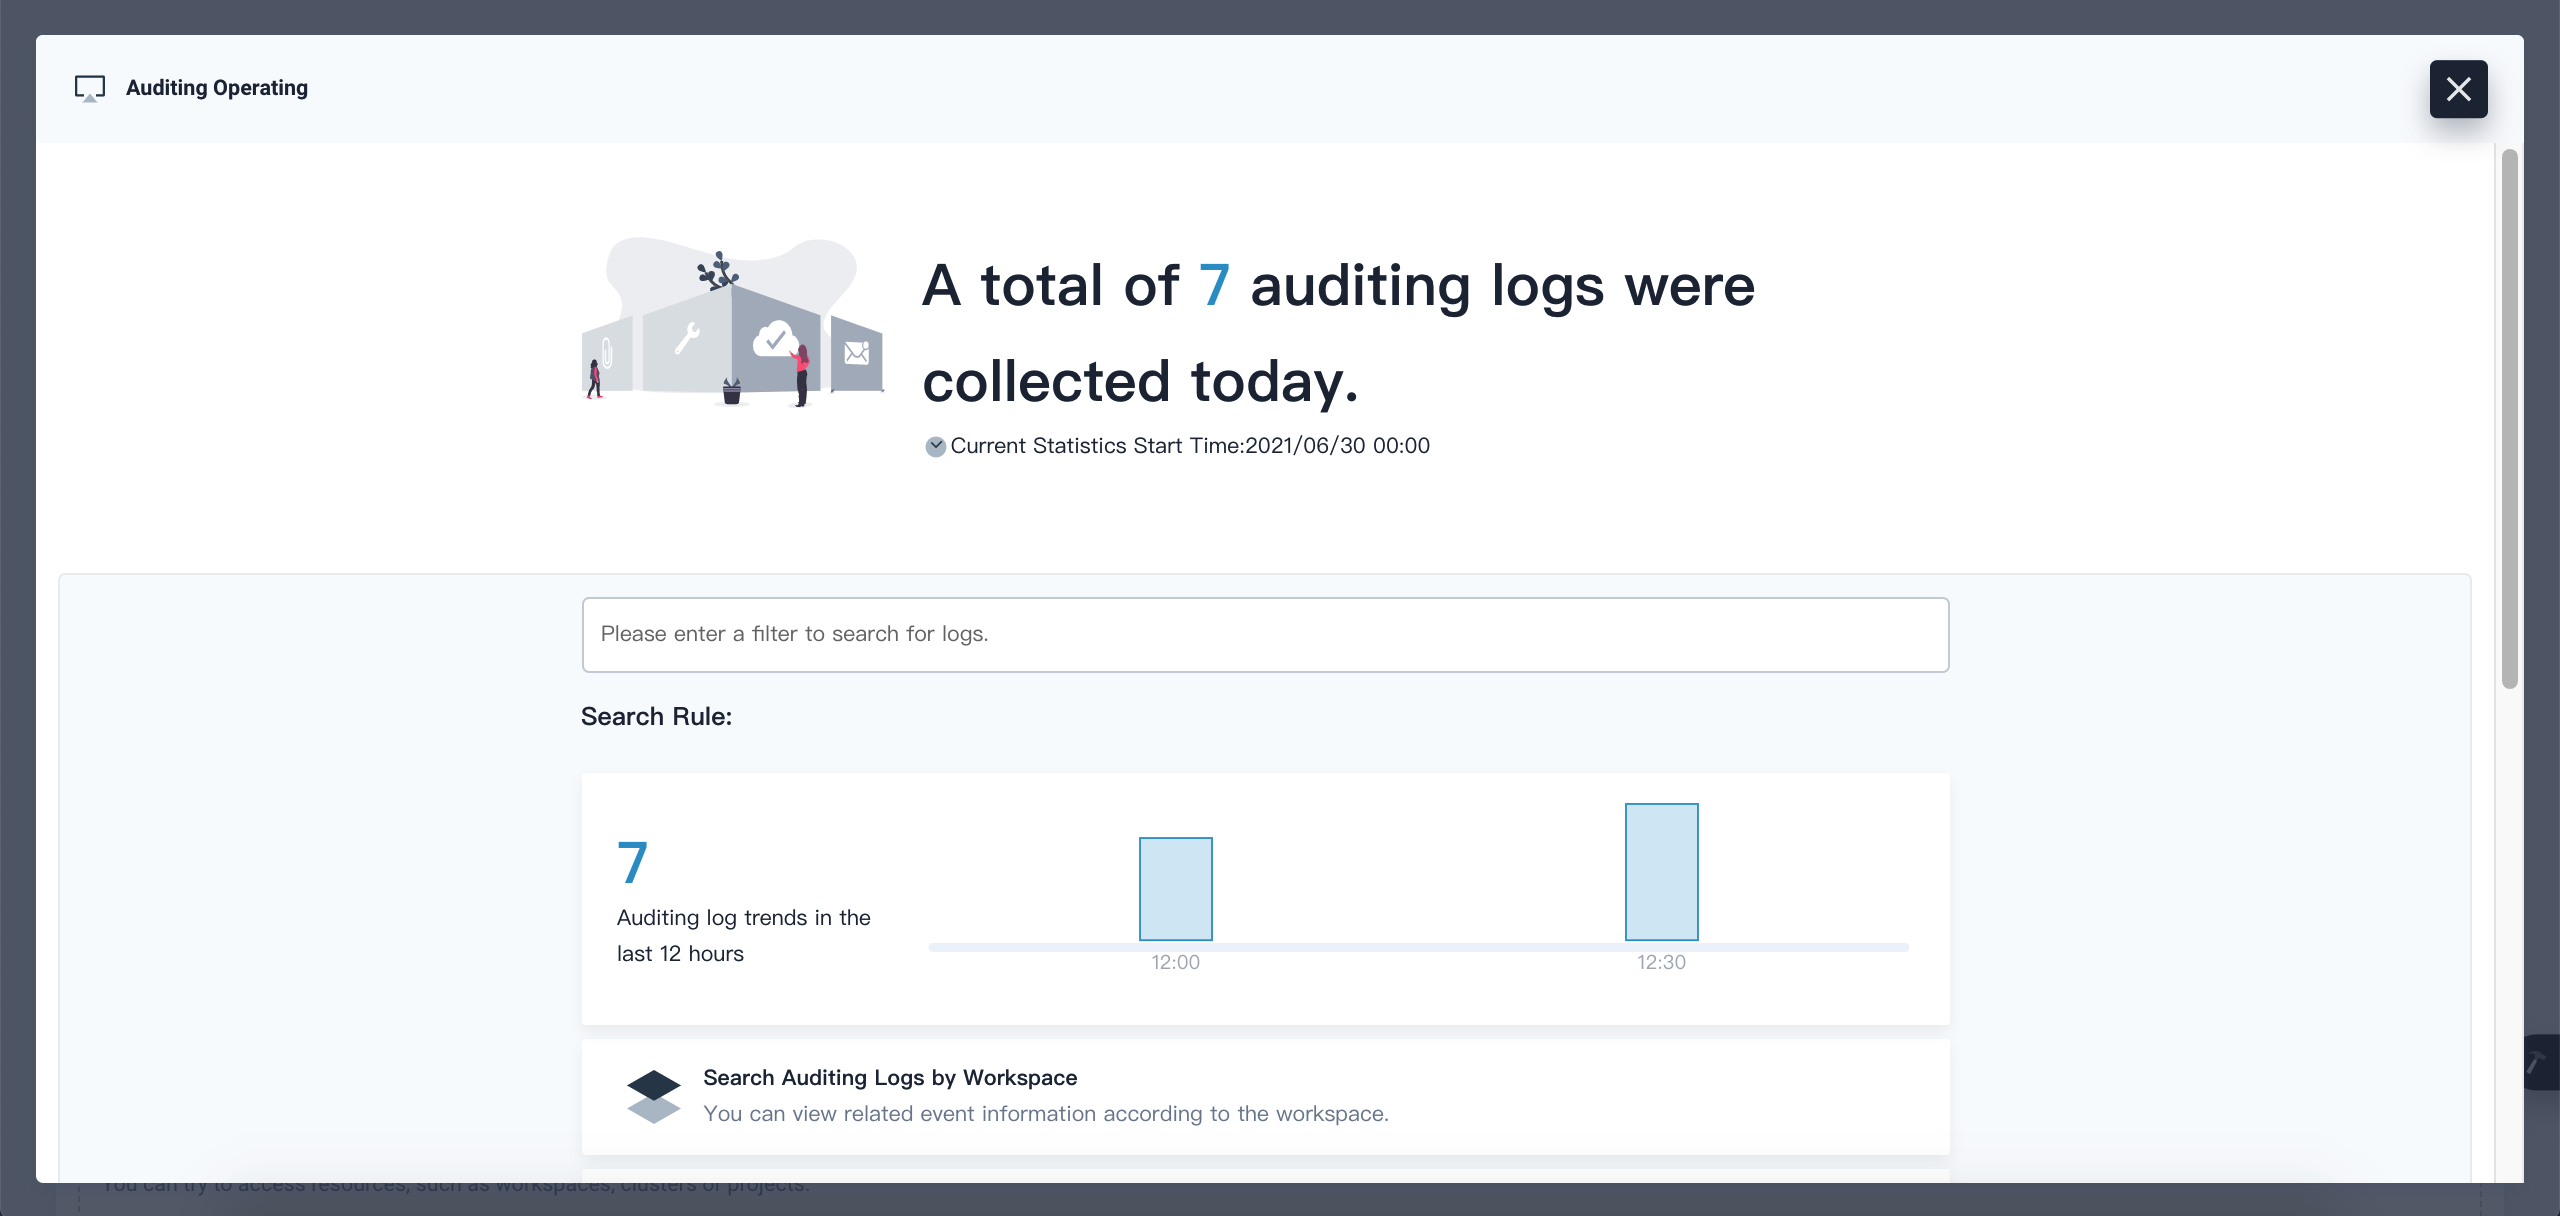 Auditing Operating
A total of 7 auditing logs were
collected today.
Current Statistics Start Time:2021/06/30 00:00
Please enter a filter to search for logs.
Search Rule:
7
Auditing log trends in the
last 12 hours
12:00
12:30
Search Auditing Logs by Workspace
You can view related event information according to the workspace.
You can try to access resources, such as workspaces, clusters or projects.